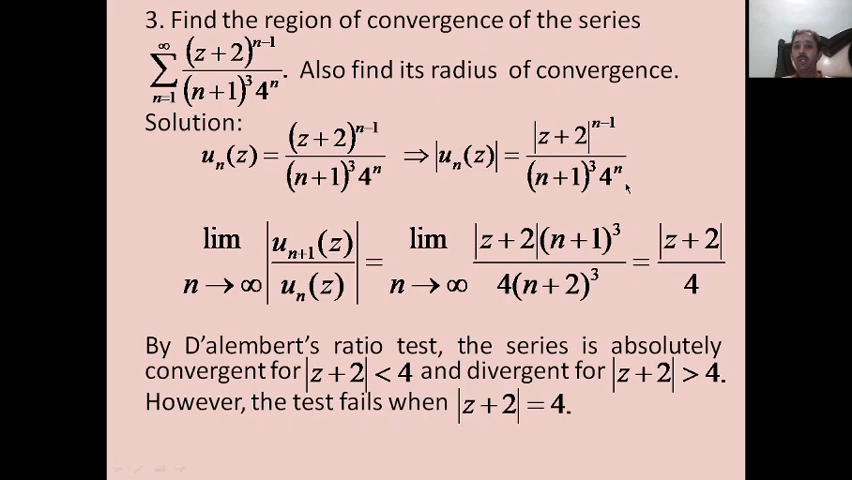 3. Find the region of convergence of the series
∑_{n=1}^{∞} (z+2)^{n−1} / ((n+1)^3 4^n). Also find its radius of convergence.
Solution:
u_n(z) = (z+2)^{n−1} / ((n+1)^3 4^n) ⇒ |u_n(z)| = |z+2|^{n−1} / ((n+1)^3 4^n)
lim_{n→∞} |u_{n+1}(z) / u_n(z)| = lim_{n→∞} |z+2|(n+1)^3 / (4(n+2)^3) = |z+2| / 4
By D'alembert's ratio test, the series is absolutely
convergent for |z+2| < 4 and divergent for |z+2| > 4.
However, the test fails when |z+2| = 4.